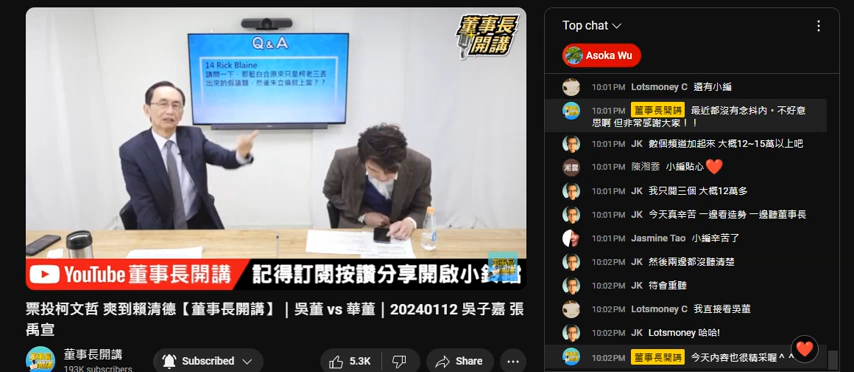 董事長
開講
Q & A
14 Rick Blaine
請問一下，那藍白合原來只是柯老三丟
出來的假議題，然後朱立倫就上當？？
YouTube 董事長開講
記得訂閱按讚分享開啟小鈴鐺
票投柯文哲 爽到賴清德【董事長開講】｜吳董 vs 華董｜20240112 吳子嘉 張
禹宣
董事長開講
193K subscribers
Subscribed
5.3K
Share
Top chat
Asoka Wu
10:01 PM Lotsmoney C 還有小編
10:01 PM 董事長開講 最近都沒有念抖內，不好意
思啊 但非常感謝大家！！
10:01 PM JK 數個頻道加起來 大概12~15萬以上吧
10:01 PM 陳湘雲 小編貼心❤️
10:01 PM JK 我只開三個 大概12萬多
10:01 PM JK 今天真辛苦 一邊看造勢 一邊聽董事長
10:01 PM Jasmine Tao 小編辛苦了
10:02 PM JK 然後兩邊都沒聽清楚
10:02 PM JK 待會重聽
10:02 PM Lotsmoney C 我直接看吳董
10:02 PM JK Lotsmoney 哈哈!
10:02 PM 董事長開講 今天內容也很精采喔^ ^